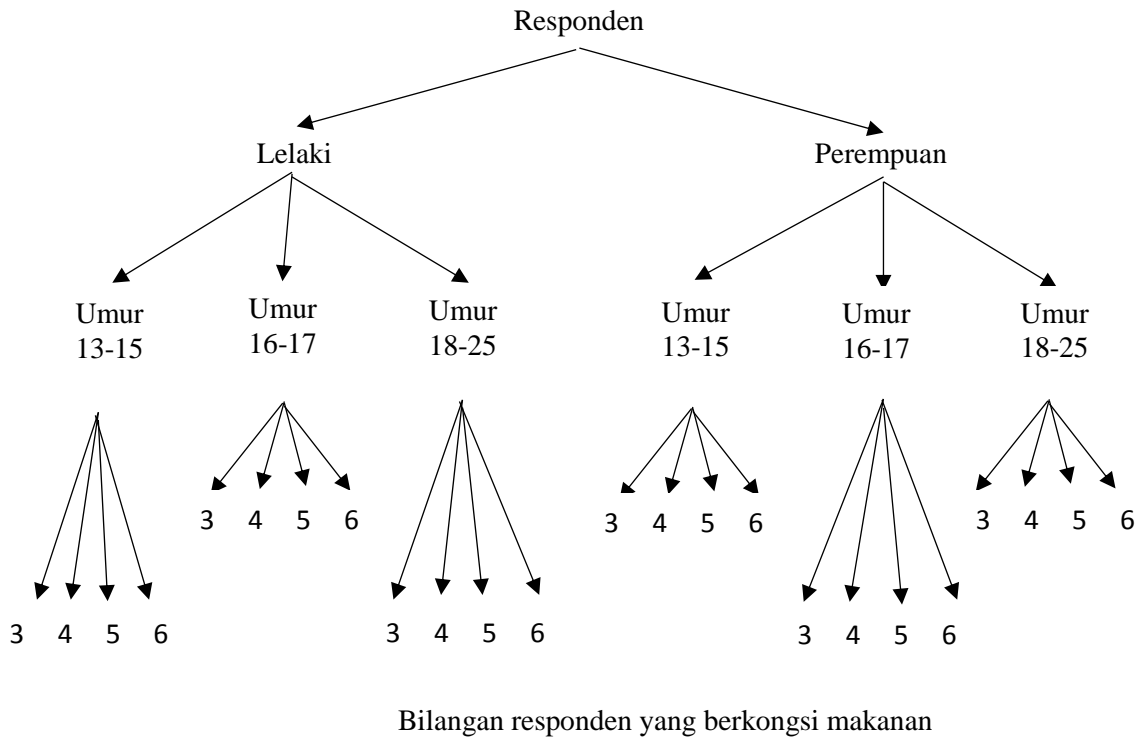 Responden
Lelaki
Perempuan
Umur
13-15
Umur
16-17
Umur
18-25
Umur
13-15
Umur
16-17
Umur
18-25
3 4 5 6
3 4 5 6
3 4 5 6
3 4 5 6
3 4 5 6
3 4 5 6
Bilangan responden yang berkongsi makanan